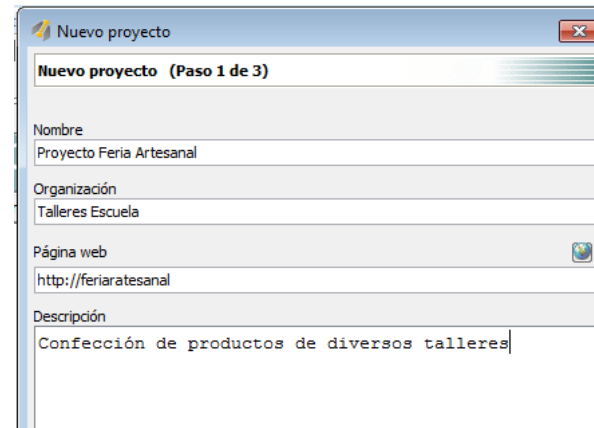 Nuevo proyecto
Nuevo proyecto (Paso 1 de 3)
Nombre
Proyecto Feria Artesanal
Organización
Talleres Escuela
Página web
http://feriaratesanal
Descripción
Confección de productos de diversos talleres